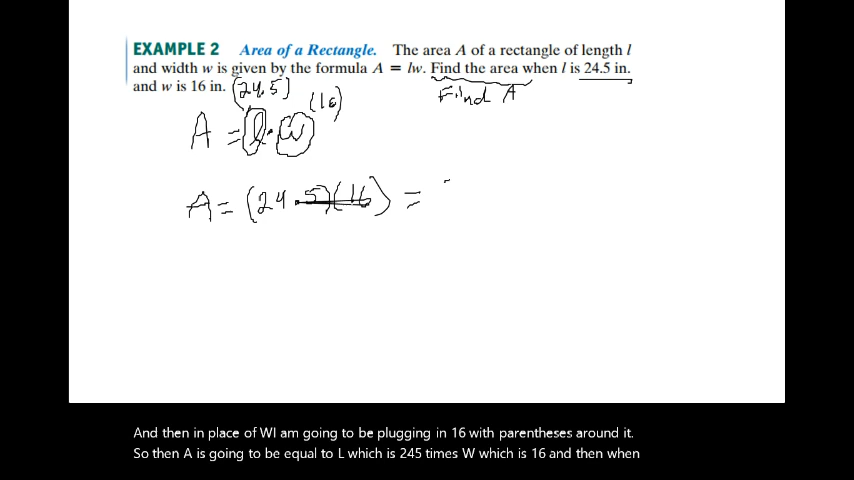 EXAMPLE 2 Area of a Rectangle. The area A of a rectangle of length l
and width w is given by the formula A = lw. Find the area when l is 24.5 in.
and w is 16 in. (24.5) (16) Find A
A = l · w
A = (24.5)(16) =
And then in place of WI am going to be plugging in 16 with parentheses around it.
So then A is going to be equal to L which is 245 times W which is 16 and then when